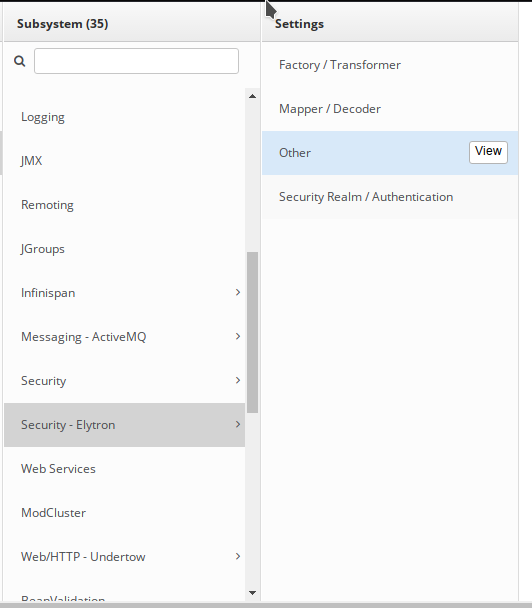 Subsystem (35)
Logging
JMX
Remoting
JGroups
Infinispan
Messaging - ActiveMQ
Security
Security - Elytron
Web Services
ModCluster
Web/HTTP - Undertow
BeanValidation
Settings
Factory / Transformer
Mapper / Decoder
Other
View
Security Realm / Authentication